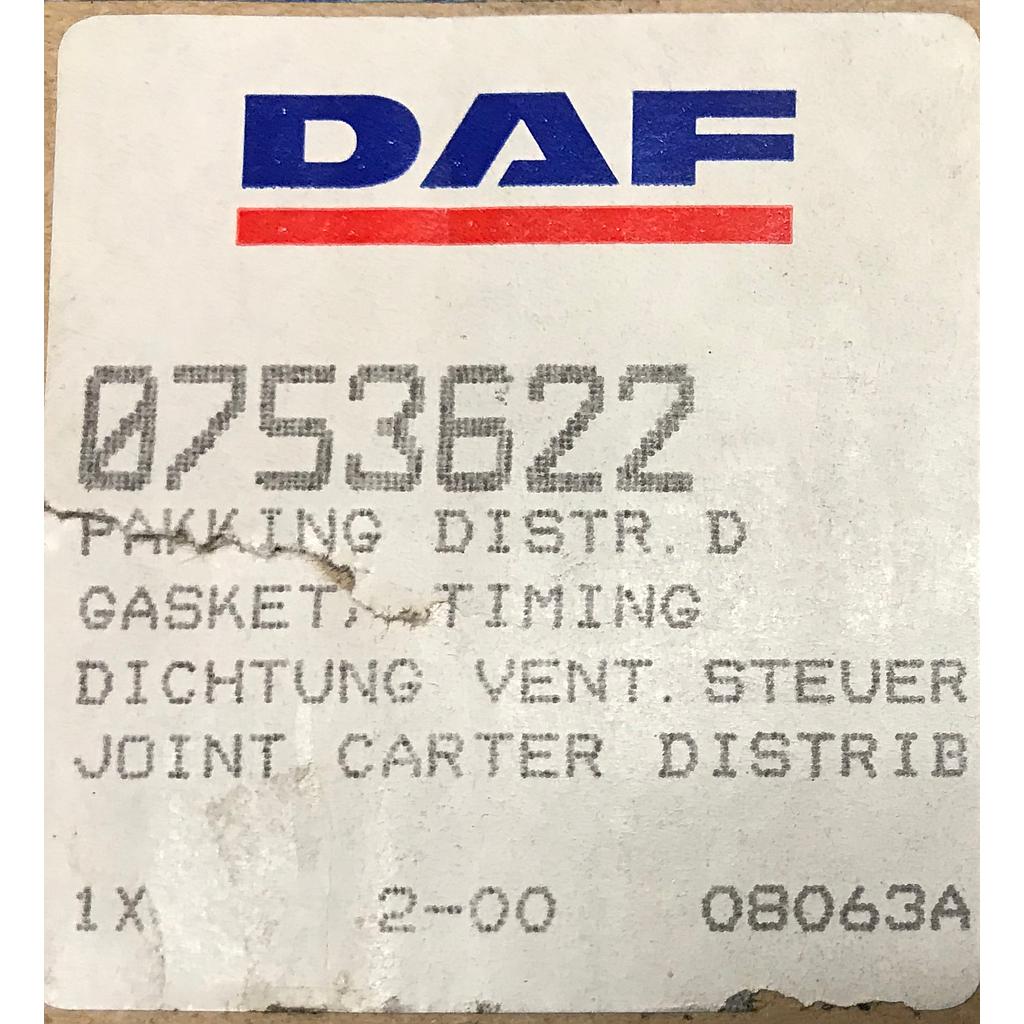 DAF
0753622
PAKKING DISTR. D
GASKET, TIMING
DICHTUNG VENT. STEUER
JOINT CARTER DISTRIB
1X 2-00 08063A